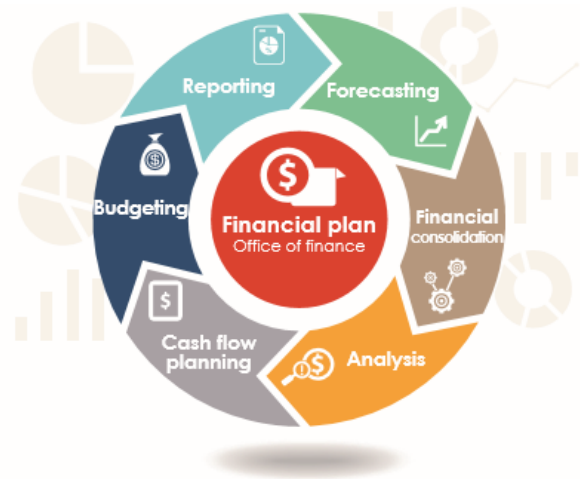 Reporting
Forecasting
Budgeting
Financial plan
Office of finance
Financial
consolidation
Cash flow
planning
Analysis